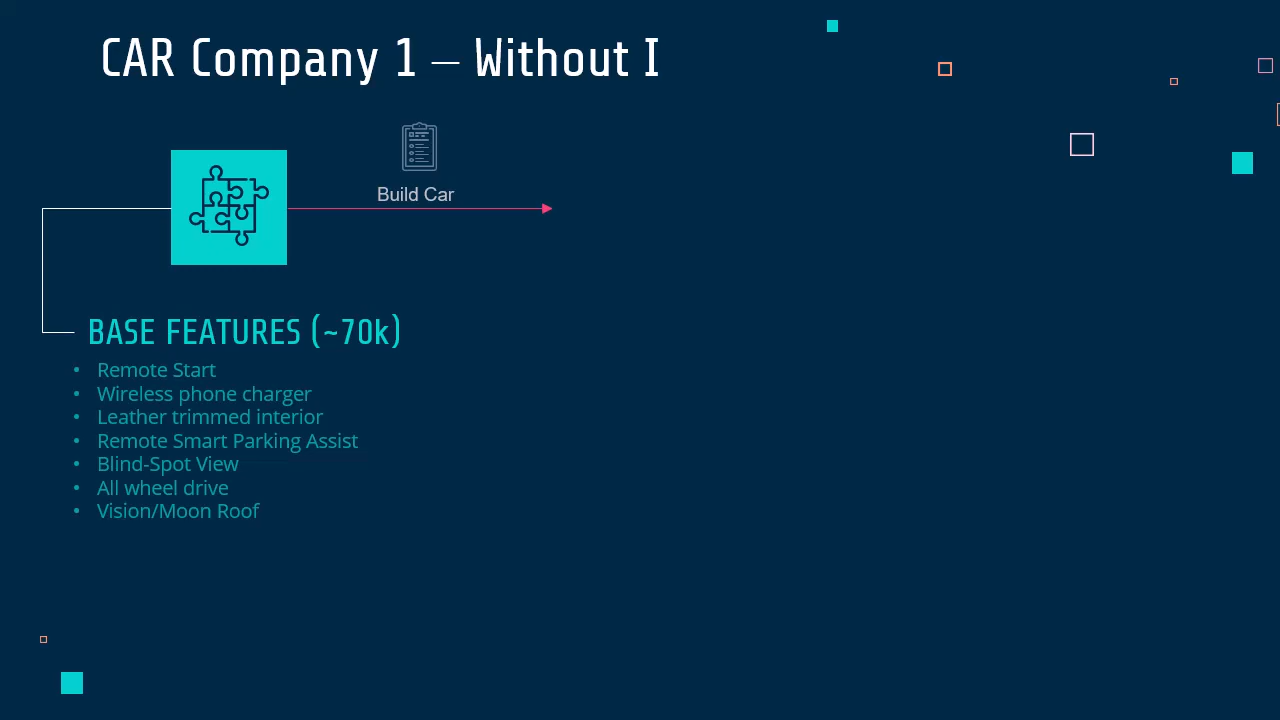 CAR Company 1 – Without I
Build Car
BASE FEATURES (~70k)
• Remote Start
• Wireless phone charger
• Leather trimmed interior
• Remote Smart Parking Assist
• Blind-Spot View
• All wheel drive
• Vision/Moon Roof